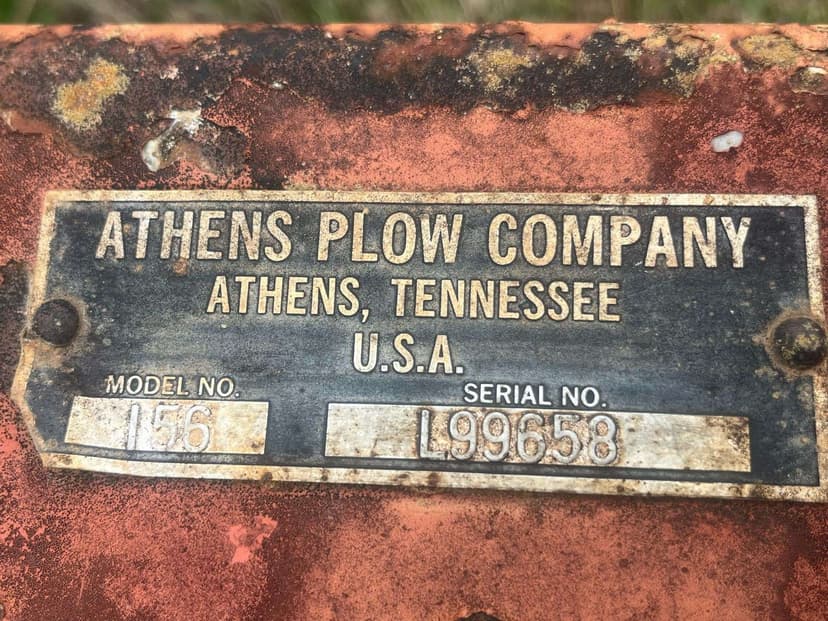 ATHENS PLOW COMPANY
ATHENS, TENNESSEE
U.S.A.
MODEL NO. SERIAL NO.
156 L99658